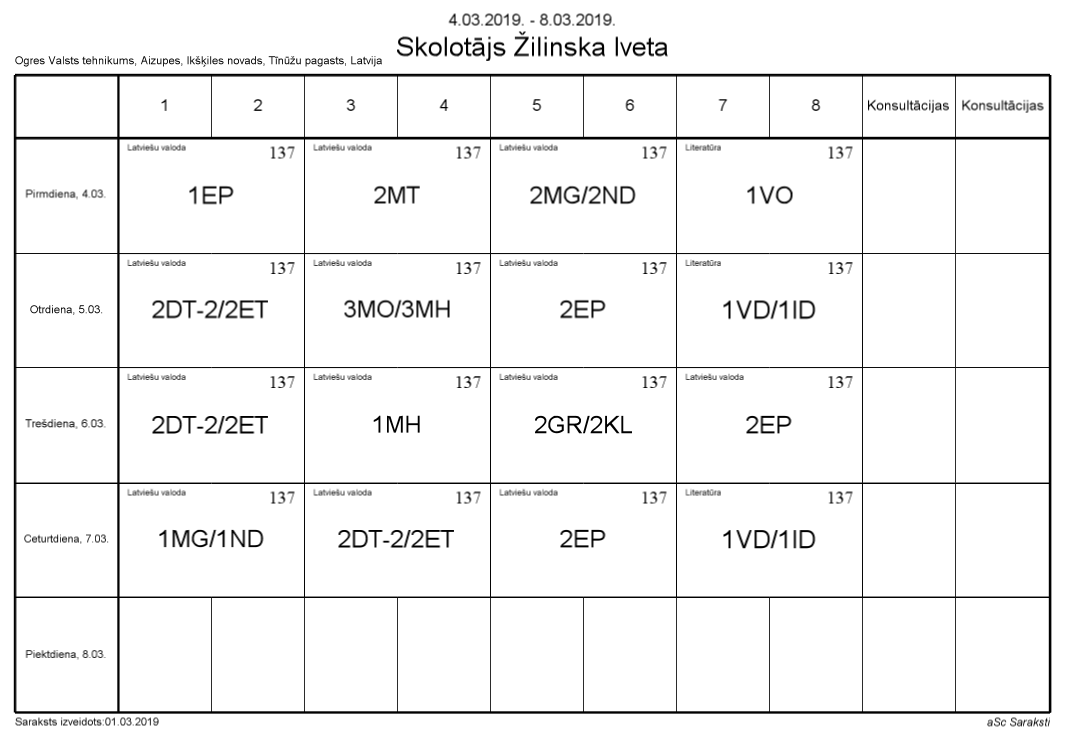 4.03.2019. - 8.03.2019.
Skolotājs Žilinska Iveta
Ogres Valsts tehnikums, Aizupes, Ikšķiles novads, Tīnūžu pagasts, Latvija
1 2 3 4 5 6 7 8 Konsultācijas Konsultācijas
Latviešu valoda 137 Latviešu valoda 137 Latviešu valoda 137 Literatūra 137
Pirmdiena, 4.03. 1EP 2MT 2MG/2ND 1VO
Latviešu valoda 137 Latviešu valoda 137 Latviešu valoda 137 Literatūra 137
Otrdiena, 5.03. 2DT-2/2ET 3MO/3MH 2EP 1VD/1ID
Latviešu valoda 137 Latviešu valoda 137 Latviešu valoda 137 Latviešu valoda 137
Trešdiena, 6.03. 2DT-2/2ET 1MH 2GR/2KL 2EP
Latviešu valoda 137 Latviešu valoda 137 Latviešu valoda 137 Literatūra 137
Ceturtdiena, 7.03. 1MG/1ND 2DT-2/2ET 2EP 1VD/1ID
Piektdiena, 8.03.
Saraksts izveidots:01.03.2019 aSc Saraksti